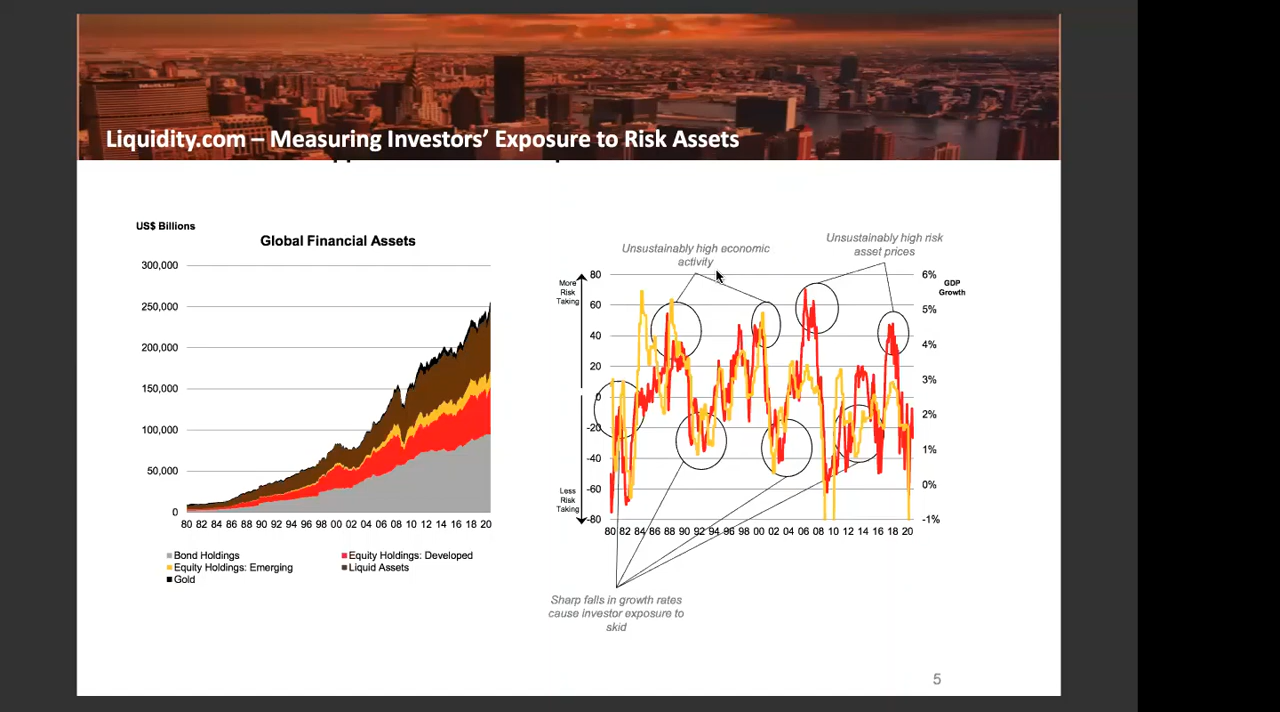 Liquidity.com – Measuring Investors' Exposure to Risk Assets
US$ Billions
Global Financial Assets
300,000
250,000
200,000
150,000
100,000
50,000
0
80 82 84 86 88 90 92 94 96 98 00 02 04 06 08 10 12 14 16 18 20
Bond Holdings
Equity Holdings: Developed
Equity Holdings: Emerging
Liquid Assets
Gold
Unsustainably high economic
activity
Unsustainably high risk
asset prices
More
Risk
Taking
80
60
40
20
0
-20
-40
-60
-80
Less
Risk
Taking
GDP
Growth
6%
5%
4%
3%
2%
1%
0%
-1%
80 82 84 86 88 90 92 94 96 98 00 02 04 06 08 10 12 14 16 18 20
Sharp falls in growth rates
cause investor exposure to
skid
5